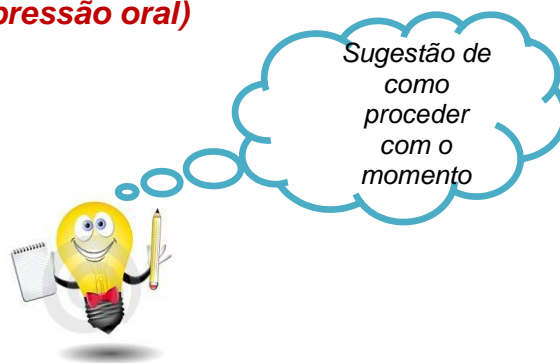 pressão oral)
Sugestão de
como
proceder
com o
momento